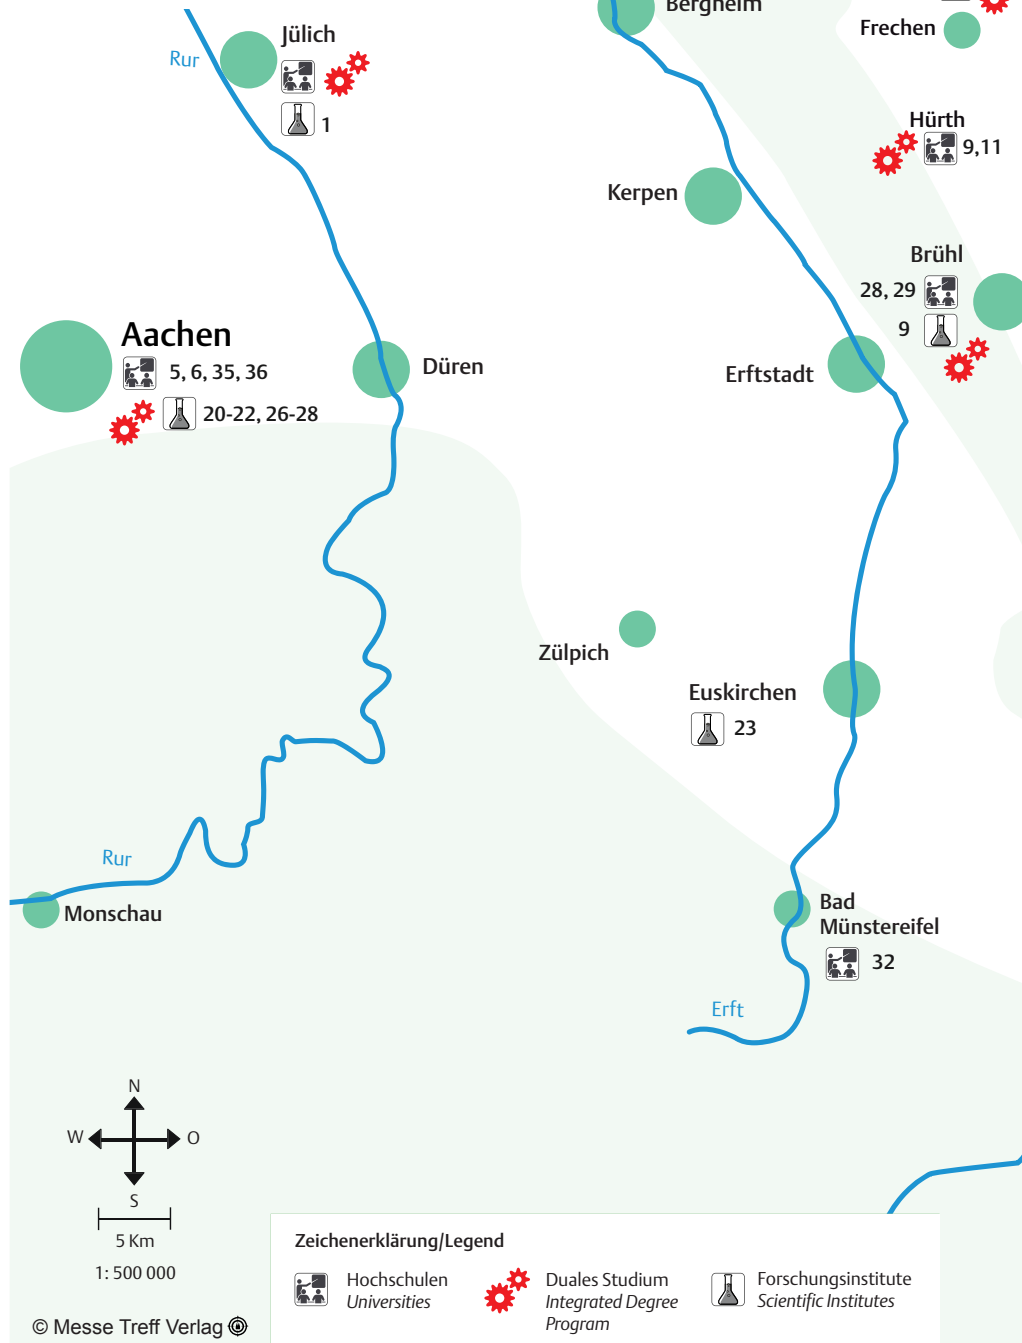 Bergheim
Frechen
Jülich
Rur
1
Hürth
9,11
Kerpen
Brühl
28, 29
9
Aachen
5, 6, 35, 36
20-22, 26-28
Düren
Erftstadt
Zülpich
Euskirchen
23
Rur
Monschau
Bad
Münstereifel
32
Erft
N
W O
S
5 Km
1: 500 000
Zeichenerklärung/Legend
Hochschulen
Universities
Duales Studium
Integrated Degree
Program
Forschungsinstitute
Scientific Institutes
© Messe Treff Verlag